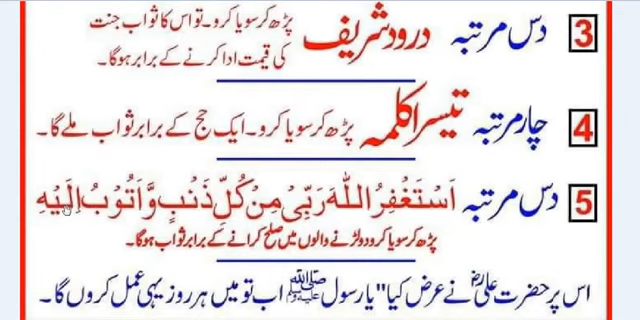 3 دس مرتبہ درود شریف پڑھ کر سویا کرو۔ تو اس کا ثواب جنت
کی قیمت ادا کرنے کے برابر ہوگا۔
4 چار مرتبہ تیسرا کلمہ پڑھ کر سویا کرو۔ ایک حج کے برابر ثواب ملے گا۔
5 دس مرتبہ اَسْتَغْفِرُ اللّٰهَ رَبِّیْ مِنْ کُلِّ ذَنْۢبٍ وَّاَتُوْبُ اِلَیْهِ
پڑھ کر سویا کرو دو لڑنے والوں میں صلح کرانے کے برابر ثواب ہوگا۔
اس پر حضرت علیؓ نے عرض کیا "یا رسول ﷺ اب تو میں ہر روز یہی عمل کروں گا۔